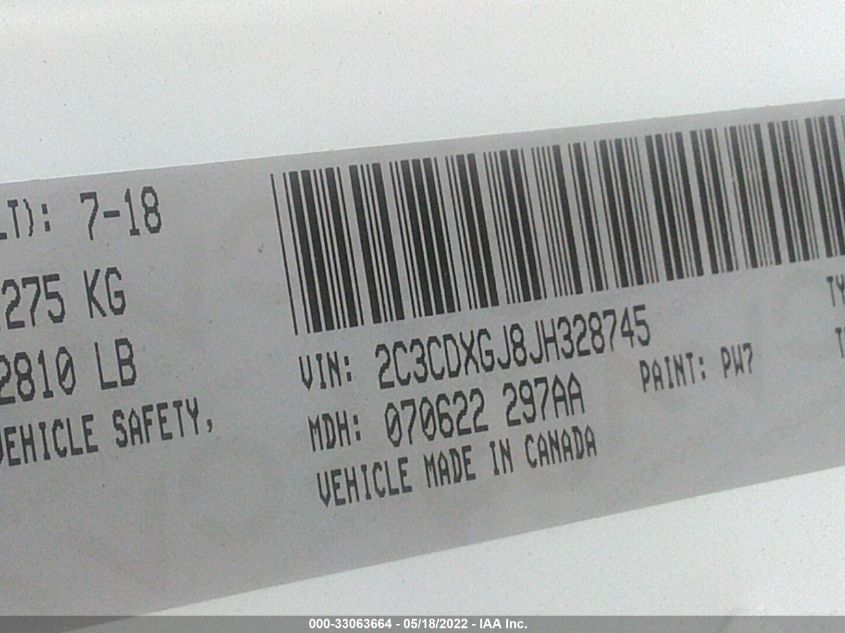 7-18
275 KG
2810 LB
VEHICLE SAFETY,
VIN: 2C3CDXGJ8JH328745
MDH: 070622 297AA
PAINT: PW7
VEHICLE MADE IN CANADA
000-33063664 - 05/18/2022 - IAA Inc.